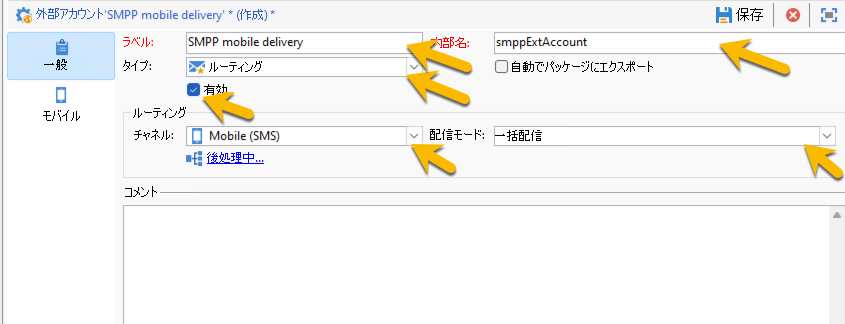 外部アカウント'SMPP mobile delivery' * (作成) *
保存
一般
モバイル
ラベル: SMPP mobile delivery 内部名: smppExtAccount
タイプ: ルーティング 自動でパッケージにエクスポート
有効
ルーティング
チャネル: Mobile (SMS) 配信モード: 一括配信
後処理中...
コメント